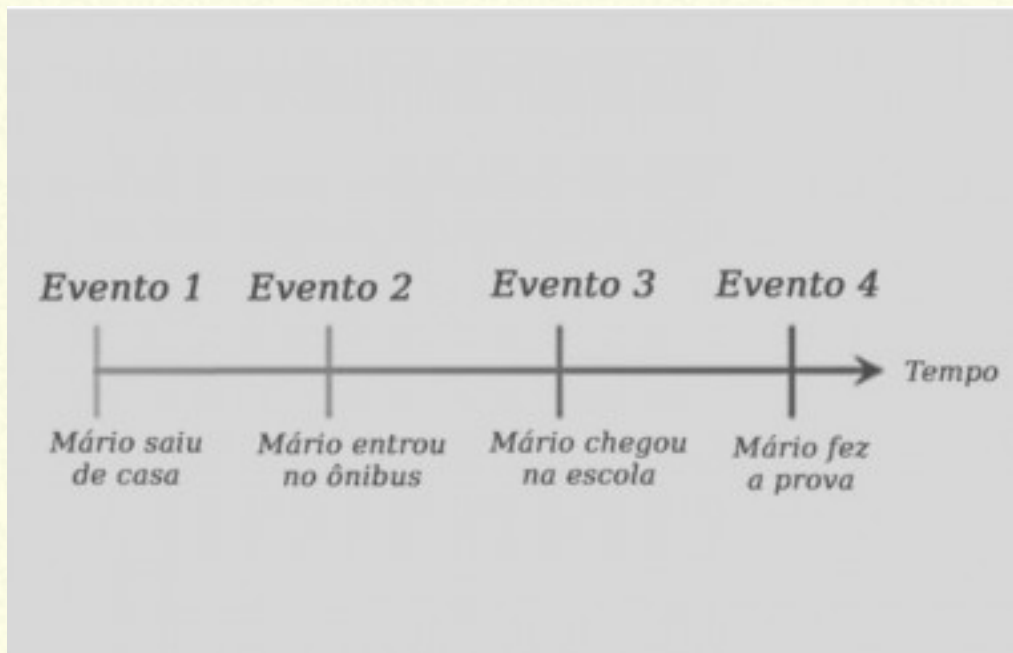 Evento 1 Evento 2 Evento 3 Evento 4
Tempo
Mário saiu
de casa
Mário entrou
no ônibus
Mário chegou
na escola
Mário fez
a prova